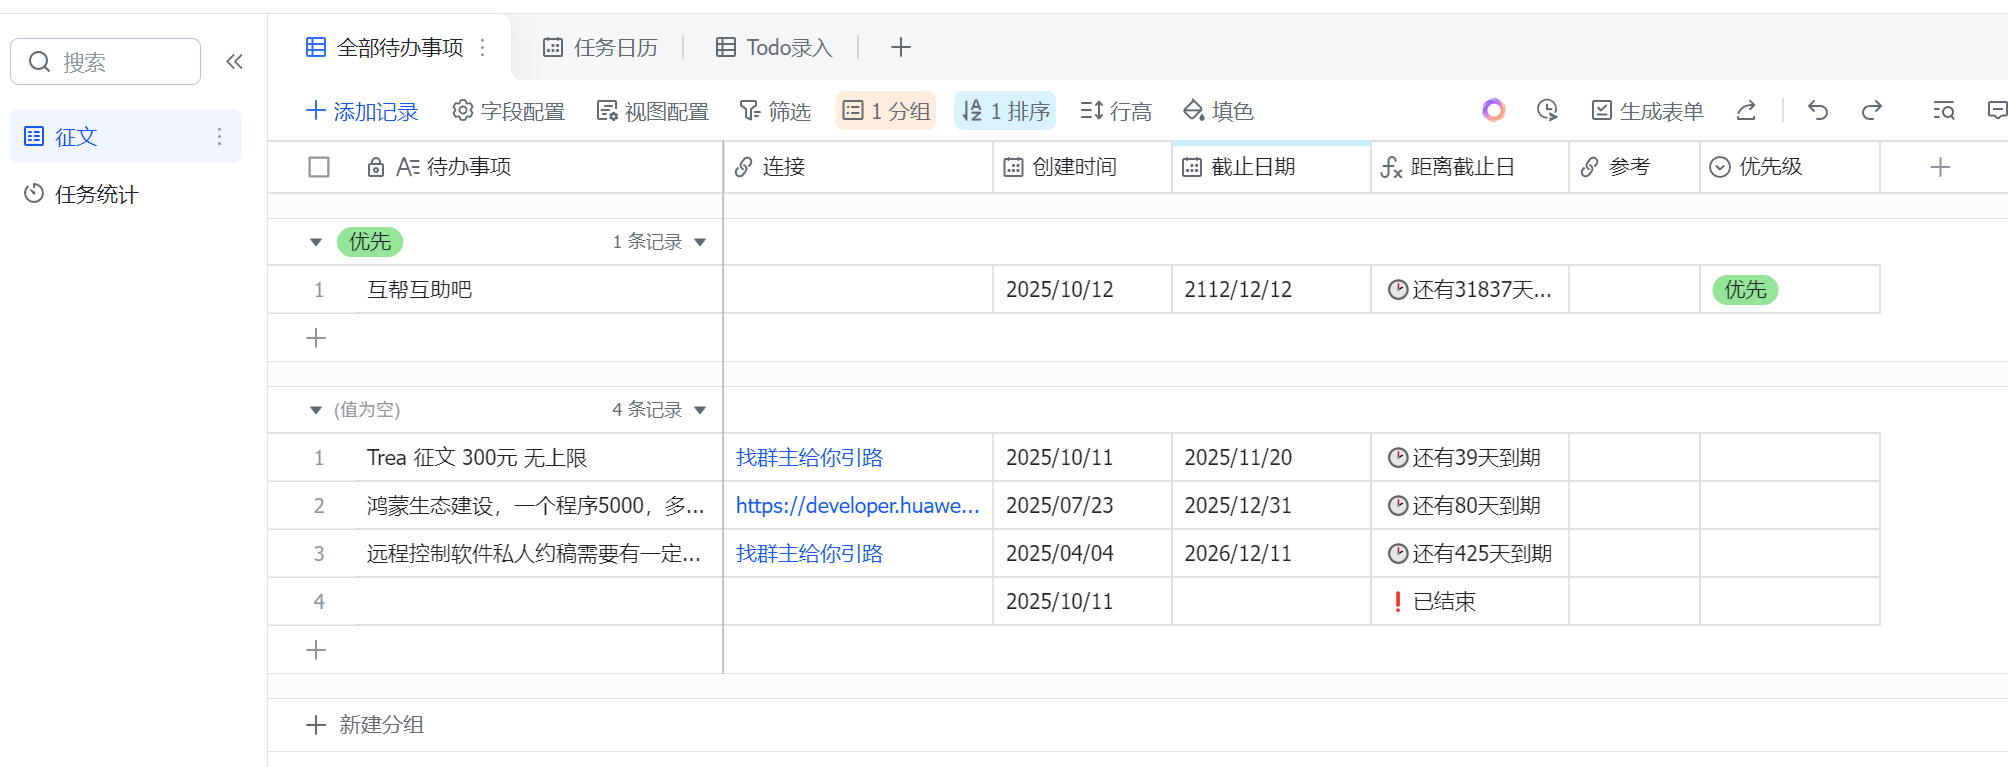 搜索
征文
任务统计
全部待办事项 任务日历 Todo录入
添加记录 字段配置 视图配置 筛选 1 分组 1 排序 行高 填色 生成表单
待办事项 连接 创建时间 截止日期 距离截止日 参考 优先级
优先 1 条记录
1 互帮互助吧 2025/10/12 2112/12/12 还有31837天... 优先
(值为空) 4 条记录
1 Trea 征文 300元 无上限 找群主给你引路 2025/10/11 2025/11/20 还有39天到期
2 鸿蒙生态建设，一个程序5000，多... https://developer.huawe... 2025/07/23 2025/12/31 还有80天到期
3 远程控制软件私人约稿需要有一定... 找群主给你引路 2025/04/04 2026/12/11 还有425天到期
4 2025/10/11 ❗已结束
新建分组